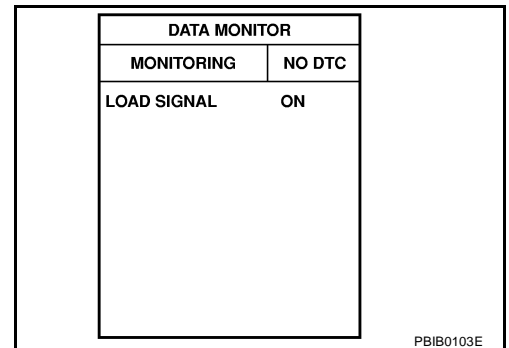 DATA MONITOR
MONITORING NO DTC
LOAD SIGNAL ON
PBIB0103E